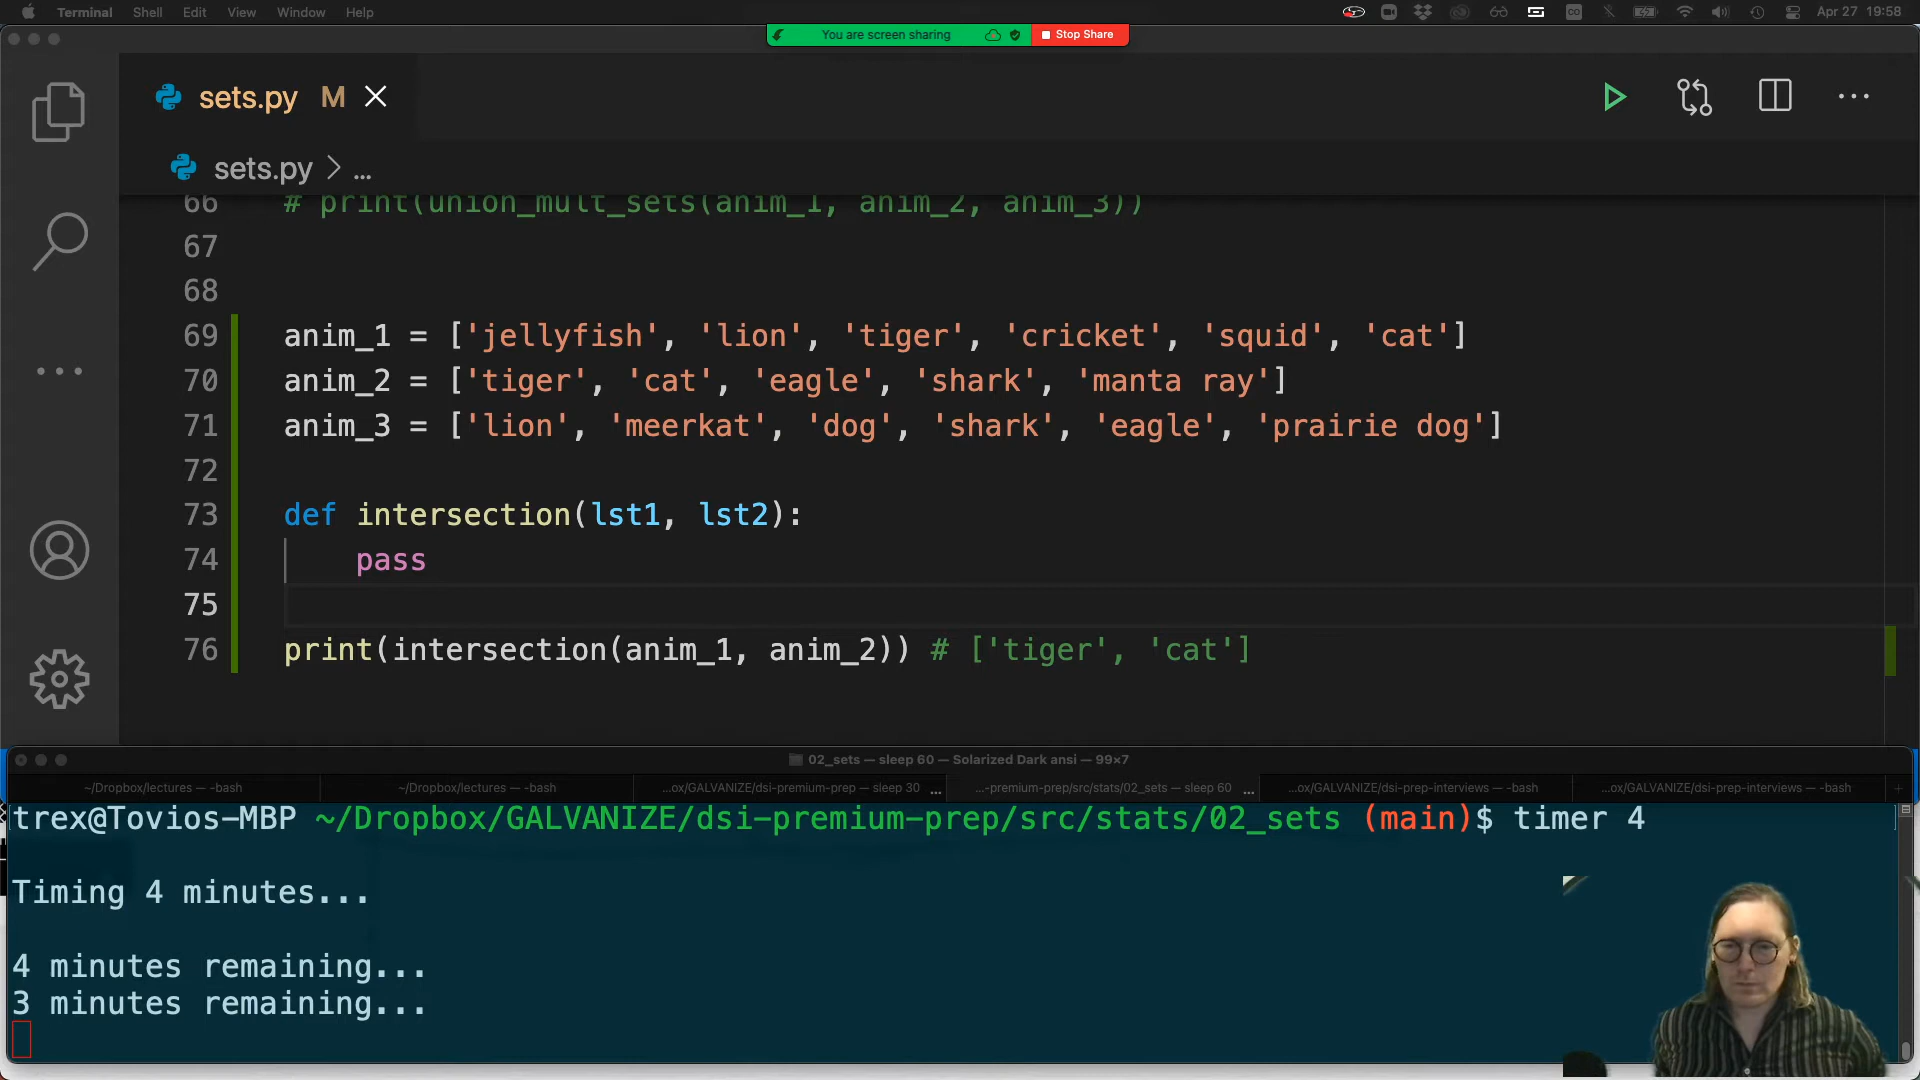 Terminal Shell Edit View Window Help Apr 27 19:58
You are screen sharing Stop Share
sets.py M
sets.py > ...
66 # print(union_mult_sets(anim_1, anim_2, anim_3))
67
68
69 anim_1 = ['jellyfish', 'lion', 'tiger', 'cricket', 'squid', 'cat']
70 anim_2 = ['tiger', 'cat', 'eagle', 'shark', 'manta ray']
71 anim_3 = ['lion', 'meerkat', 'dog', 'shark', 'eagle', 'prairie dog']
72
73 def intersection(lst1, lst2):
74 pass
75
76 print(intersection(anim_1, anim_2)) # ['tiger', 'cat']
02_sets — sleep 60 — Solarized Dark ansi — 99×7
~/Dropbox/lectures — -bash ~/Dropbox/lectures — -bash ...ox/GALVANIZE/dsi-premium-prep — sleep 30 ... ...-premium-prep/src/stats/02_sets — sleep 60 ... ...ox/GALVANIZE/dsi-prep-interviews — -bash ...ox/GALVANIZE/dsi-prep-interviews — -bash +
trex@Tovios-MBP ~/Dropbox/GALVANIZE/dsi-premium-prep/src/stats/02_sets (main)$ timer 4
Timing 4 minutes...
4 minutes remaining...
3 minutes remaining...